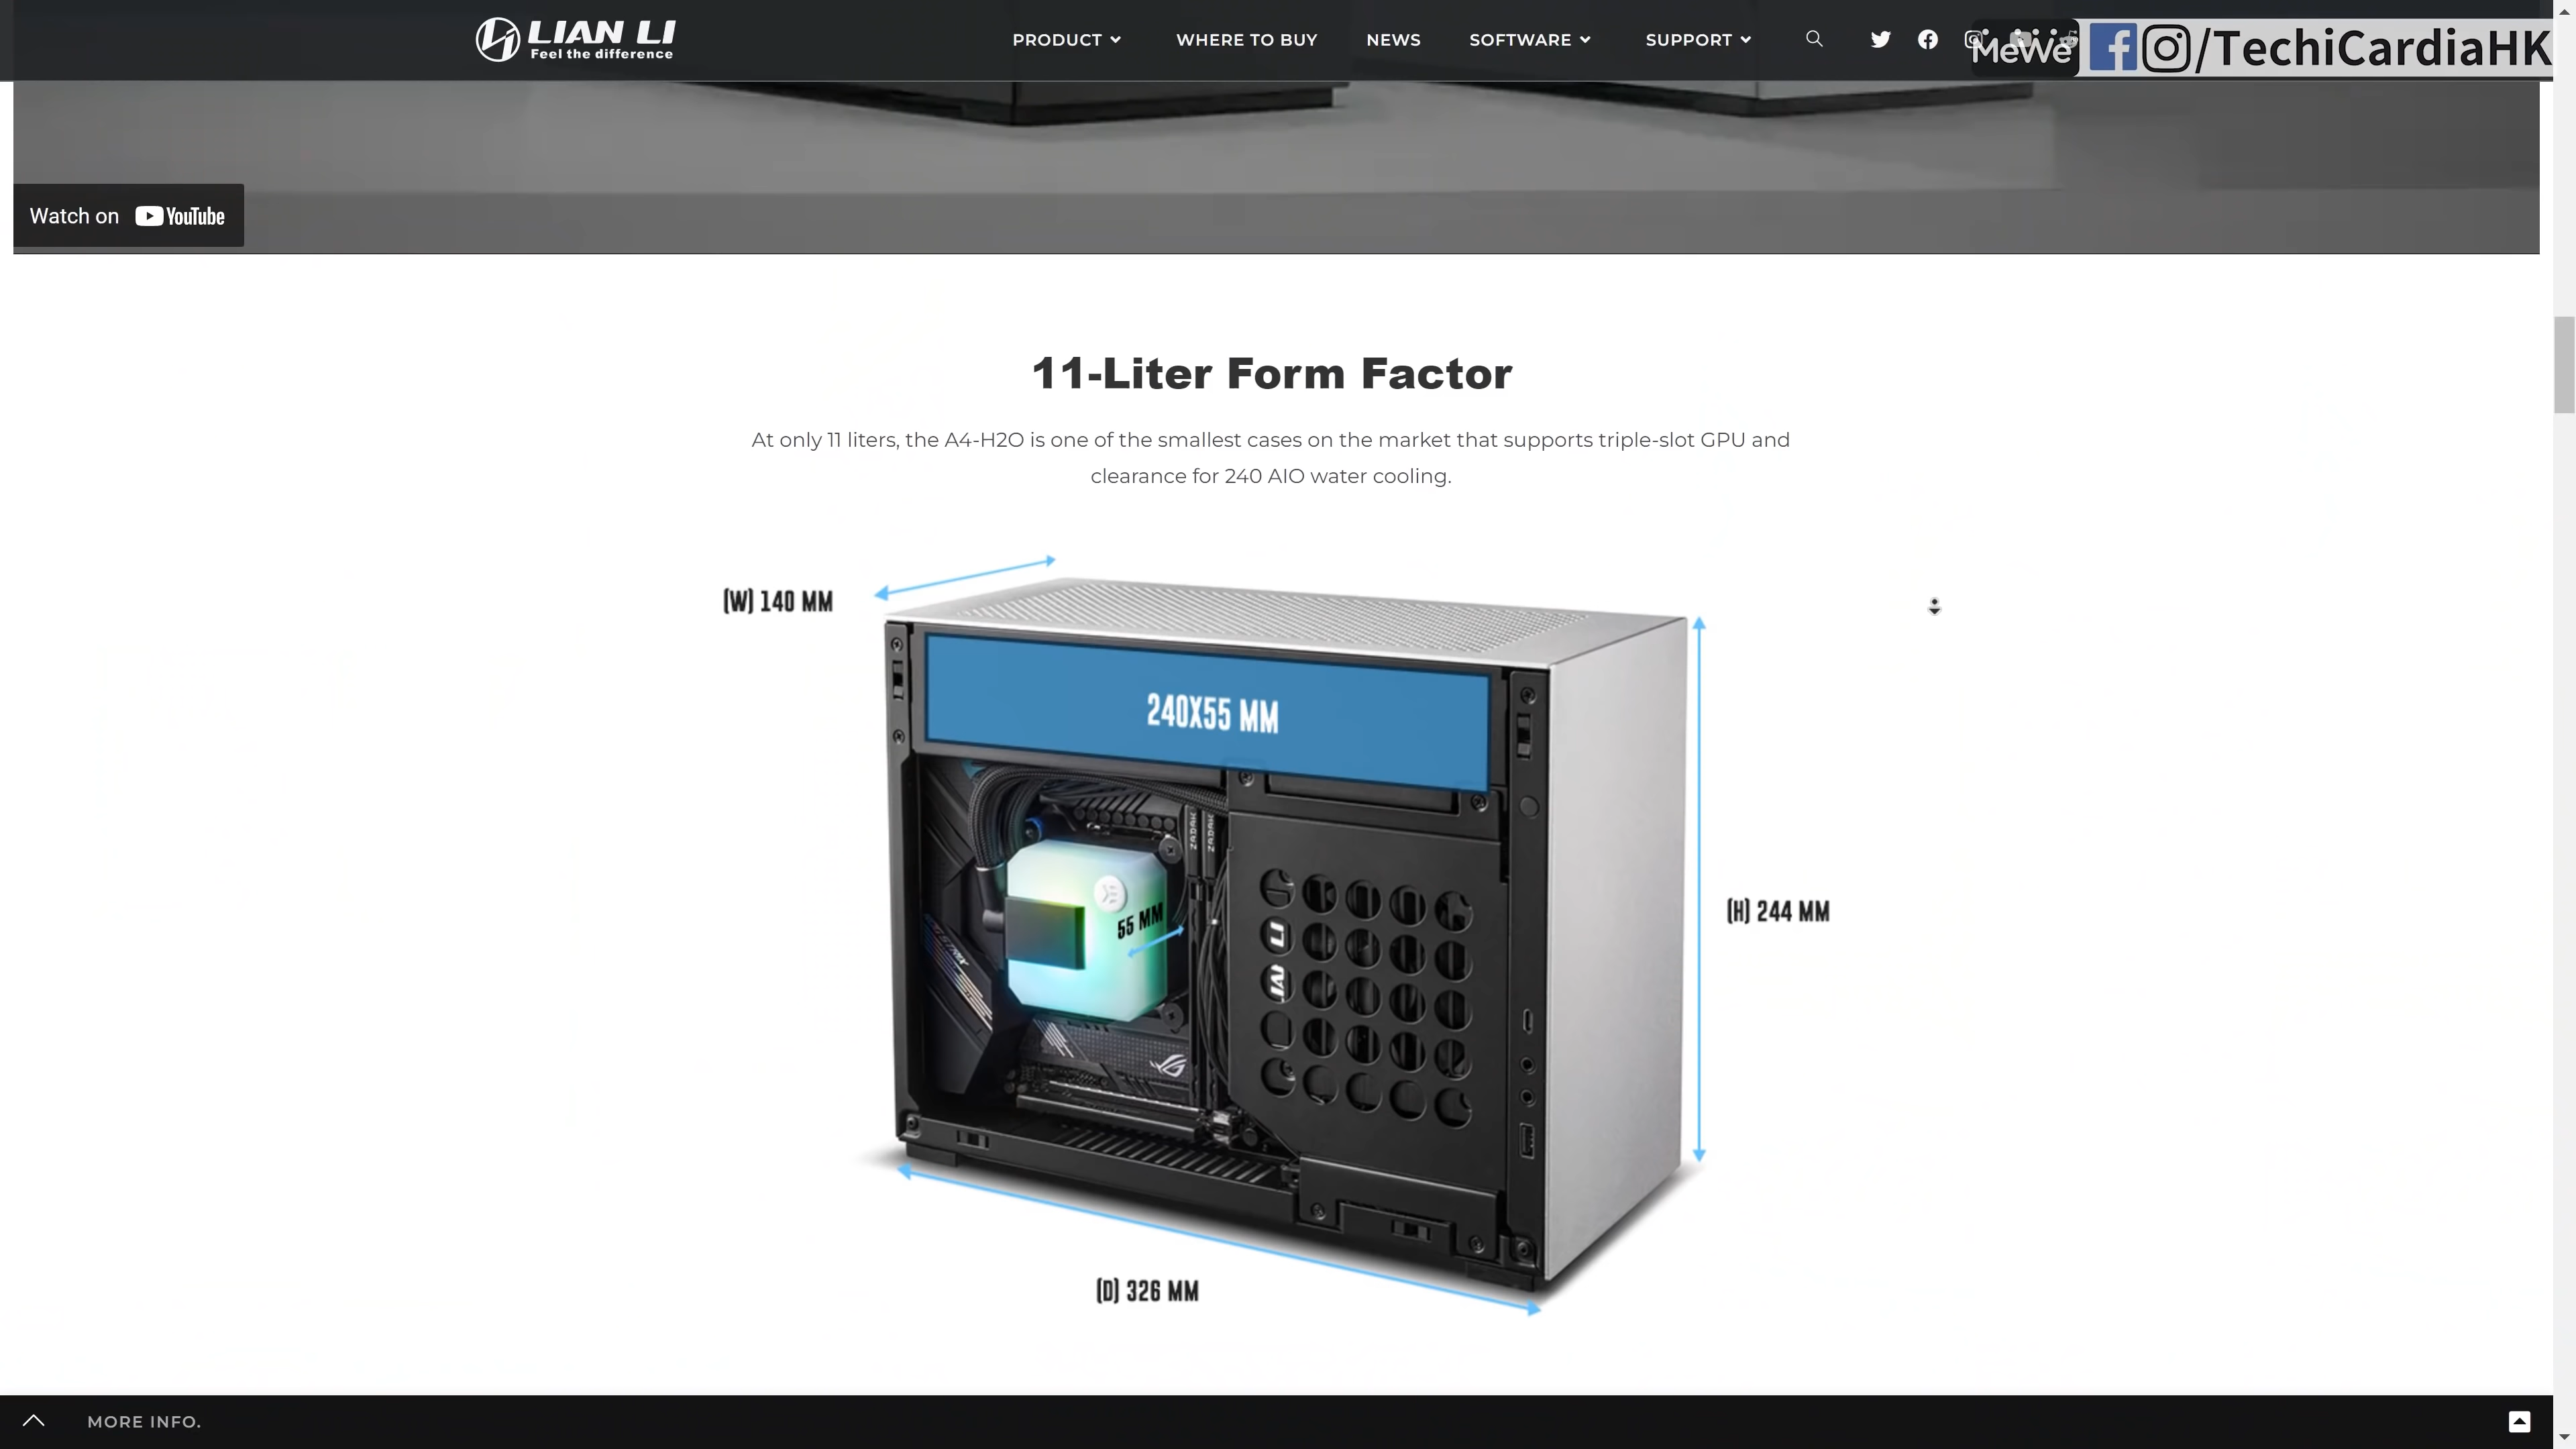 LIAN LI
Feel the difference
PRODUCT
WHERE TO BUY
NEWS
SOFTWARE
SUPPORT
MeWe /TechiCardiaHK
Watch on YouTube
11-Liter Form Factor
At only 11 liters, the A4-H2O is one of the smallest cases on the market that supports triple-slot GPU and
clearance for 240 AIO water cooling.
(W) 140 MM
240X55 MM
ZADAK
ZADAK
55 MM
(H) 244 MM
(D) 326 MM
MORE INFO.